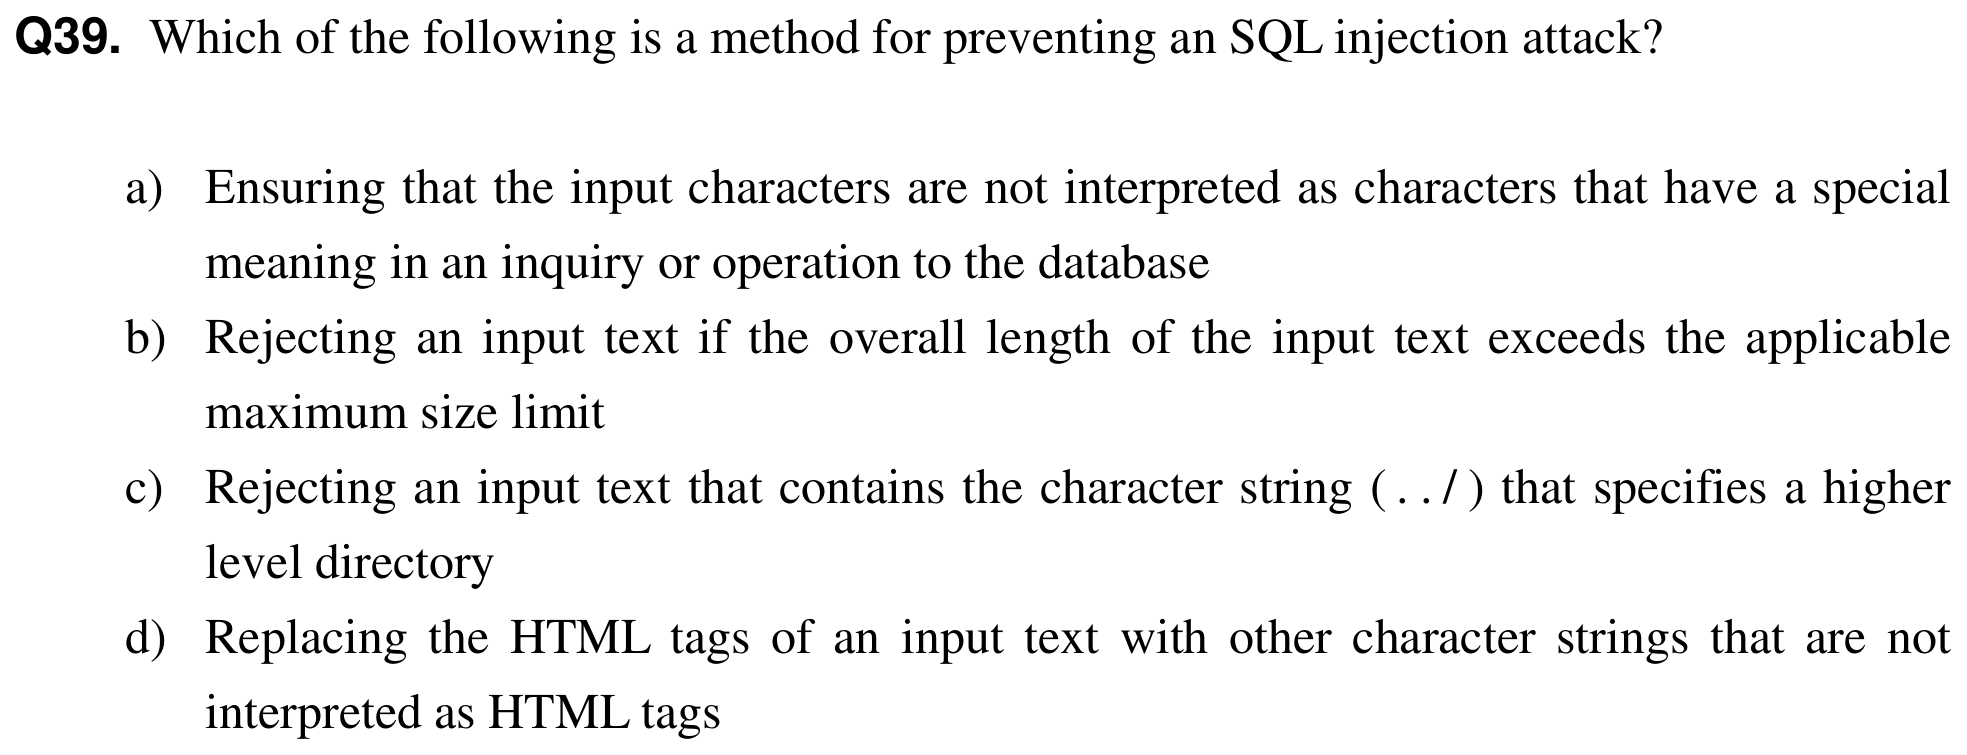 Q39. Which of the following is a method for preventing an SQL injection attack?
a) Ensuring that the input characters are not interpreted as characters that have a special
meaning in an inquiry or operation to the database
b) Rejecting an input text if the overall length of the input text exceeds the applicable
maximum size limit
c) Rejecting an input text that contains the character string (../) that specifies a higher
level directory
d) Replacing the HTML tags of an input text with other character strings that are not
interpreted as HTML tags